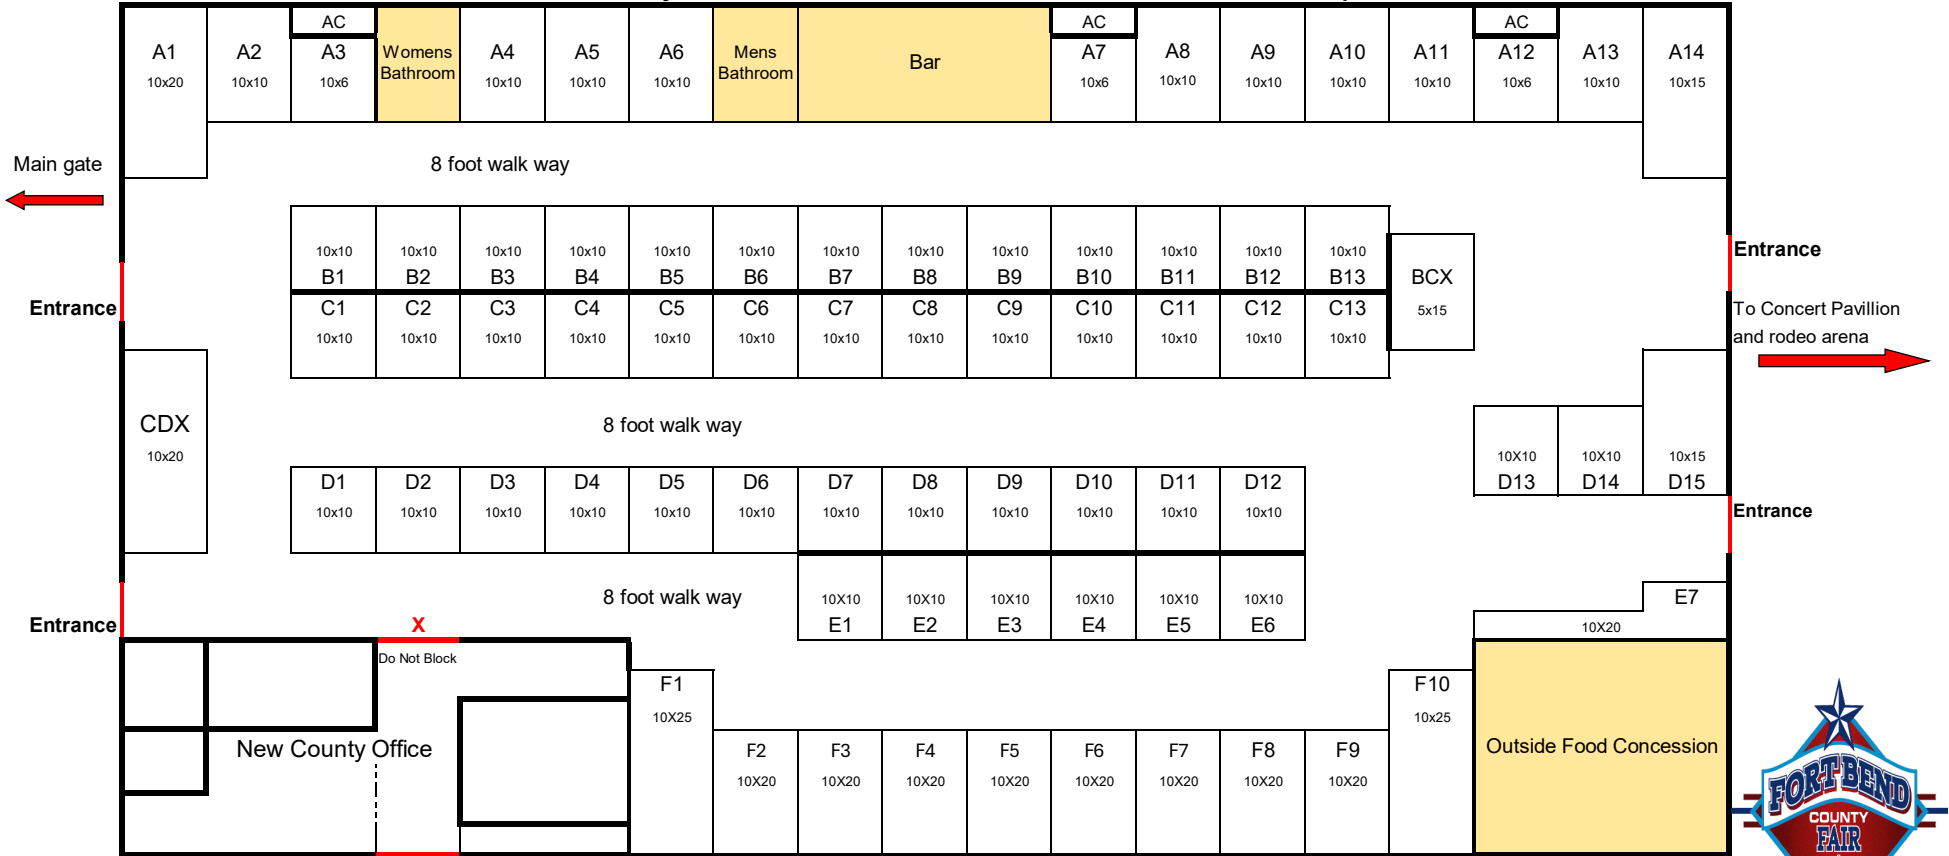 AC AC AC
A1 A2 A3 Womens Bathroom A4 A5 A6 Mens Bathroom Bar A7 A8 A9 A10 A11 A12 A13 A14
10x20 10x10 10x6 10x10 10x10 10x10 10x6 10x10 10x10 10x10 10x10 10x6 10x10 10x15
Main gate
8 foot walk way
10x10 10x10 10x10 10x10 10x10 10x10 10x10 10x10 10x10 10x10 10x10 10x10 10x10
Entrance
B1 B2 B3 B4 B5 B6 B7 B8 B9 B10 B11 B12 B13 BCX
Entrance
C1 C2 C3 C4 C5 C6 C7 C8 C9 C10 C11 C12 C13 5x15
To Concert Pavillion
and rodeo arena
10x10 10x10 10x10 10x10 10x10 10x10 10x10 10x10 10x10 10x10 10x10 10x10 10x10
CDX
8 foot walk way
10x20
10X10 10X10 10x15
D1 D2 D3 D4 D5 D6 D7 D8 D9 D10 D11 D12 D13 D14 D15
10x10 10x10 10x10 10x10 10x10 10x10 10x10 10x10 10x10 10x10 10x10 10x10
Entrance
8 foot walk way
10X10 10X10 10X10 10X10 10X10 10X10 E7
Entrance
X
E1 E2 E3 E4 E5 E6 10X20
Do Not Block
F1 F10
10X25 10x25
New County Office
F2 F3 F4 F5 F6 F7 F8 F9
Outside Food Concession
10X20 10X20 10X20 10X20 10X20 10X20 10X20 10X20
FORT BEND
COUNTY
FAIR